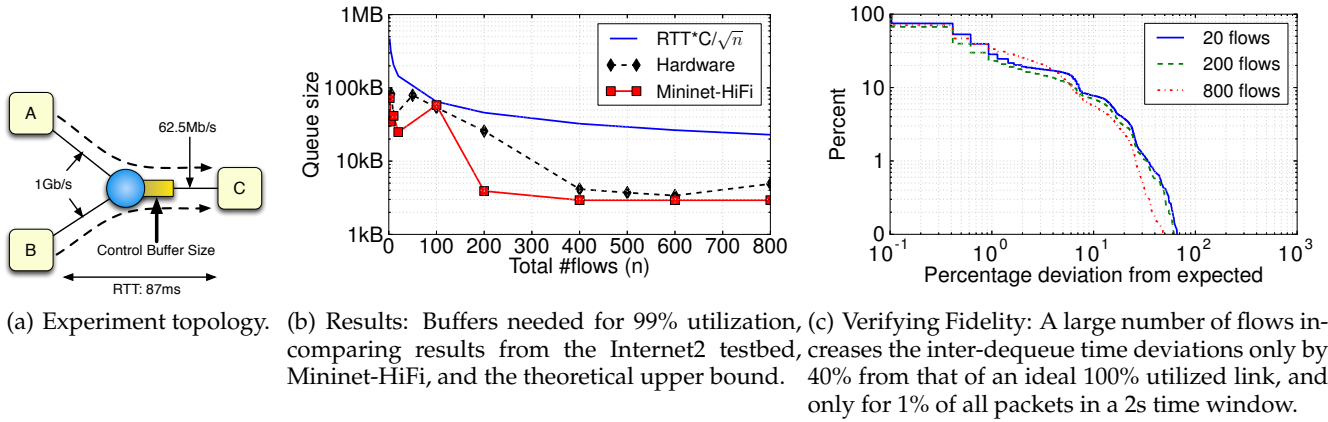 A
B
C
1Gb/s
62.5Mb/s
Control Buffer Size
RTT: 87ms
1MB
100kB
10kB
1kB
Queue size
0 100 200 300 400 500 600 700 800
Total #flows (n)
RTT*C/√n
Hardware
Mininet-HiFi
100
10
1
0
Percent
10^-1 10^0 10^1 10^2 10^3
Percentage deviation from expected
20 flows
200 flows
800 flows
(a) Experiment topology.
(b) Results: Buffers needed for 99% utilization,
comparing results from the Internet2 testbed,
Mininet-HiFi, and the theoretical upper bound.
(c) Verifying Fidelity: A large number of flows in-
creases the inter-dequeue time deviations only by
40% from that of an ideal 100% utilized link, and
only for 1% of all packets in a 2s time window.